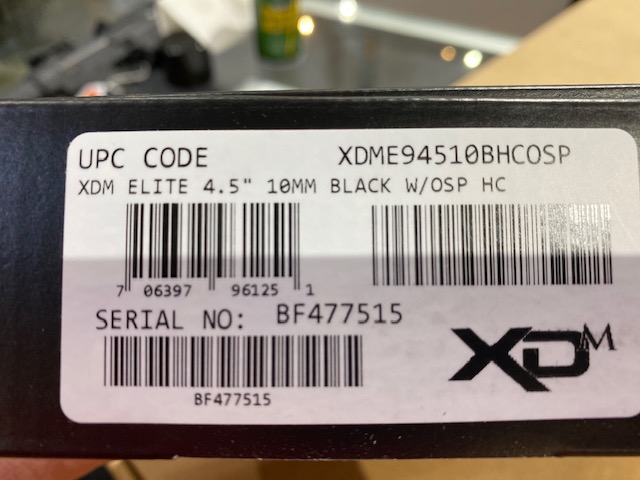 UPC CODE XDME94510BHCOSP
XDM ELITE 4.5" 10MM BLACK W/OSP HC
7 06397 96125 1
SERIAL NO: BF477515
BF477515
XDM